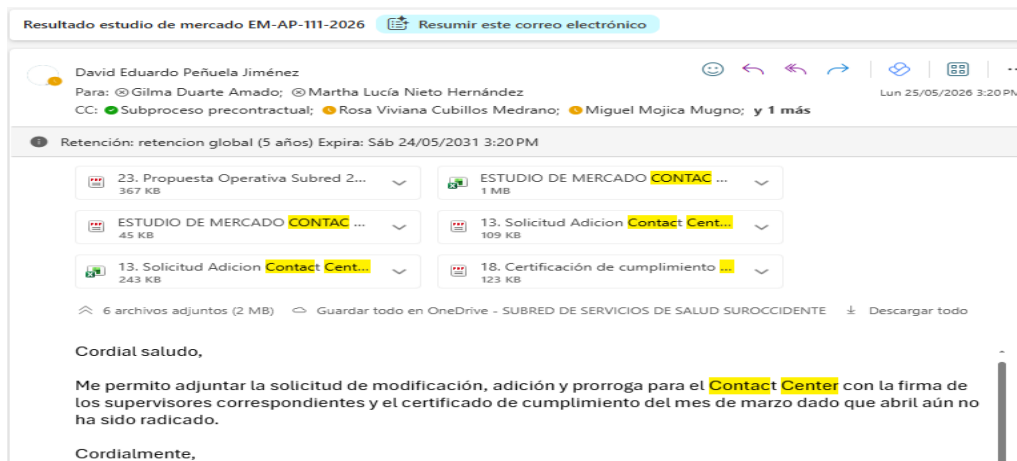 Resultado estudio de mercado EM-AP-111-2026 Resumir este correo electrónico
David Eduardo Peñuela Jiménez
Para: Gilma Duarte Amado; Martha Lucía Nieto Hernández
Lun 25/05/2026 3:20 PM
CC: Subproceso precontractual; Rosa Viviana Cubillos Medrano; Miguel Mojica Mugno; y 1 más
Retención: retencion global (5 años) Expira: Sáb 24/05/2031 3:20 PM
23. Propuesta Operativa Subred 2...
367 KB
ESTUDIO DE MERCADO CONTAC ...
1 MB
ESTUDIO DE MERCADO CONTAC ...
45 KB
13. Solicitud Adicion Contact Cent...
109 KB
13. Solicitud Adicion Contact Cent...
243 KB
18. Certificación de cumplimiento ...
123 KB
6 archivos adjuntos (2 MB) Guardar todo en OneDrive - SUBRED DE SERVICIOS DE SALUD SUROCCIDENTE Descargar todo
Cordial saludo,
Me permito adjuntar la solicitud de modificación, adición y prorroga para el Contact Center con la firma de
los supervisores correspondientes y el certificado de cumplimiento del mes de marzo dado que abril aún no
ha sido radicado.
Cordialmente,